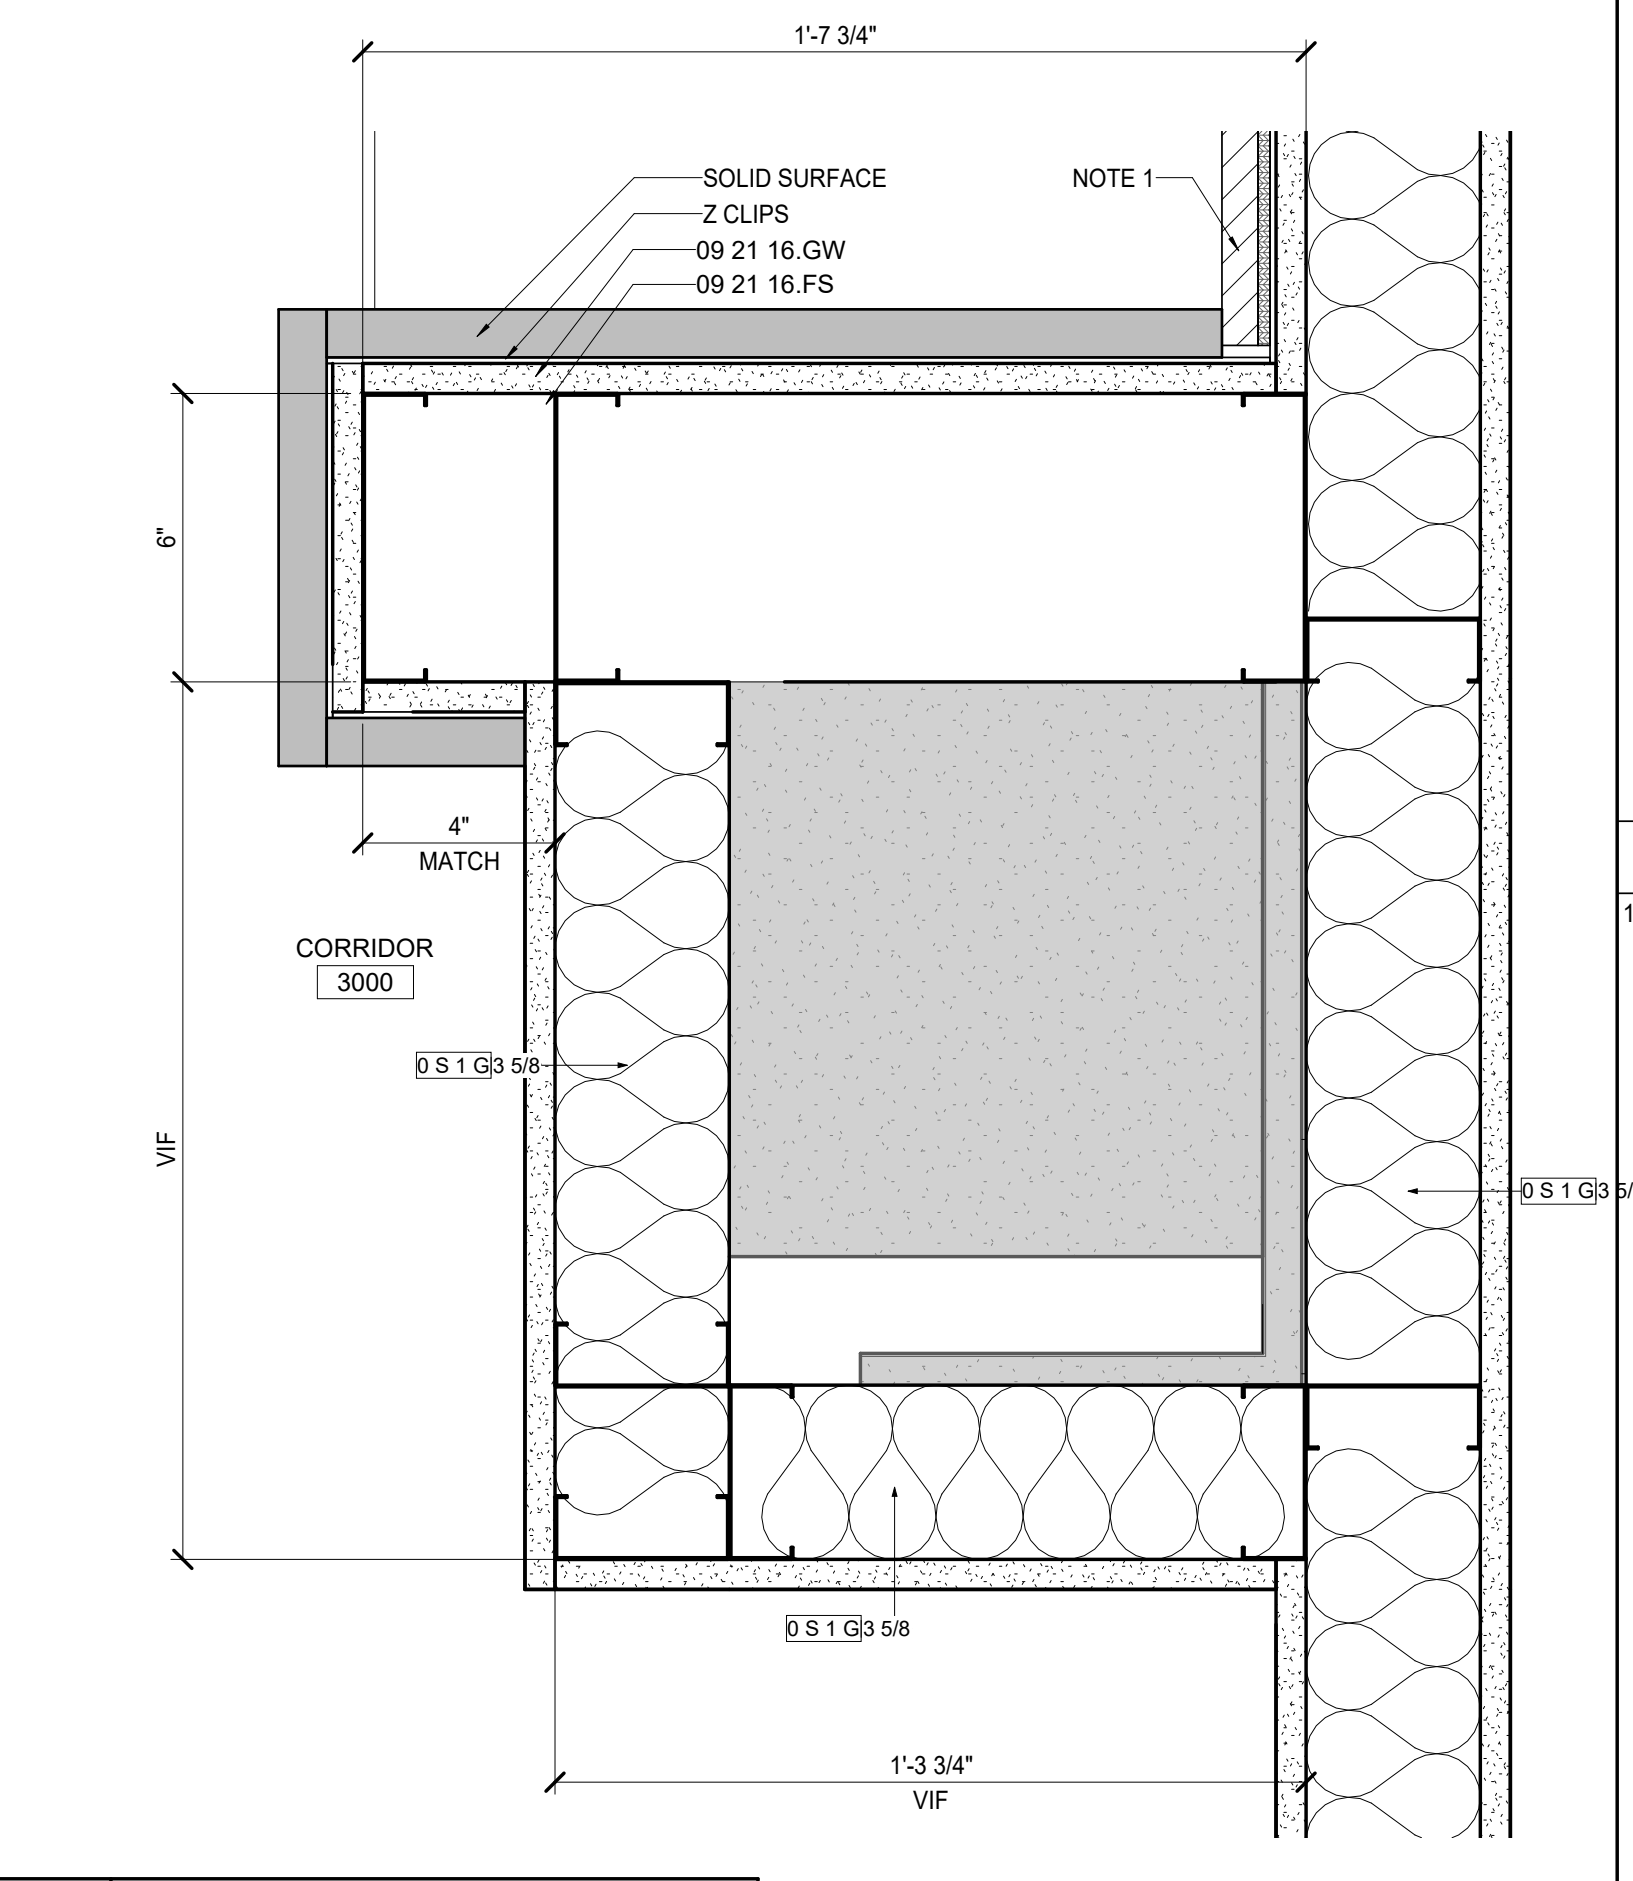 1'-7 3/4"
SOLID SURFACE
NOTE 1
Z CLIPS
09 21 16.GW
09 21 16.FS
6"
4"
MATCH
CORRIDOR
3000
0 S 1 G 3 5/8
VIF
0 S 1 G 3 5/
1
0 S 1 G 3 5/8
1'-3 3/4"
VIF